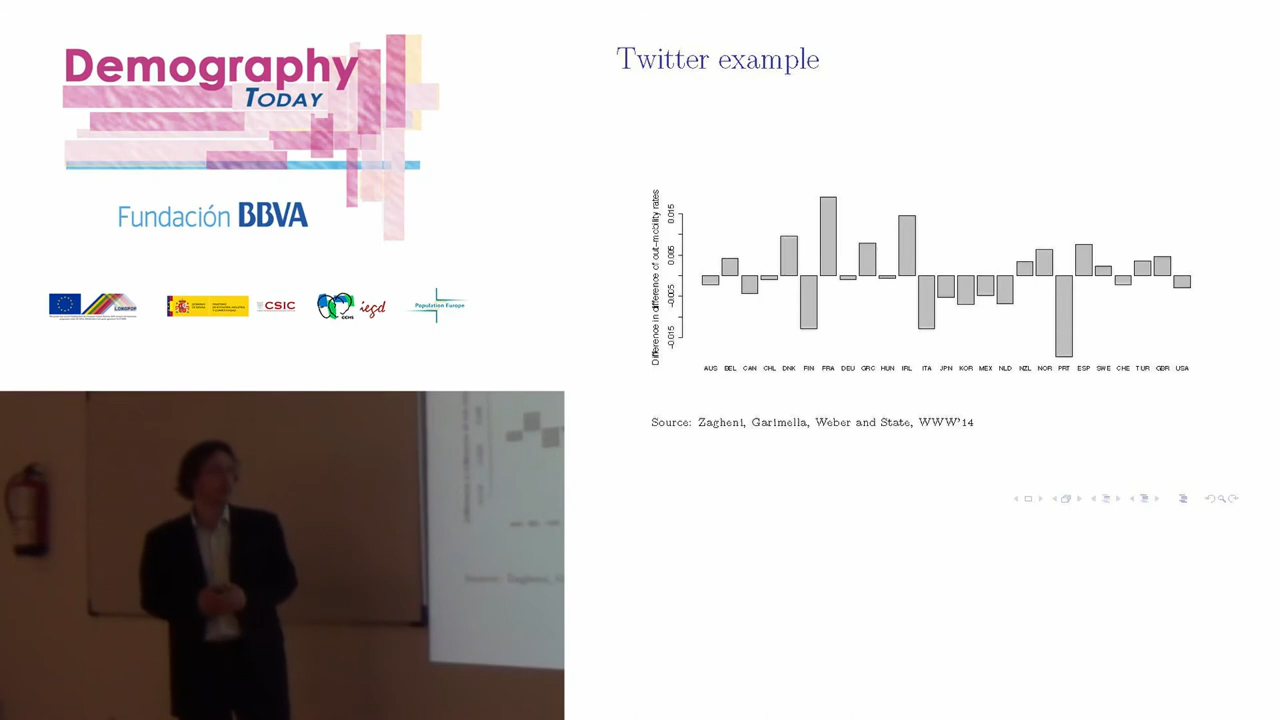 Demography
TODAY
Fundación BBVA
LONGPOP
CSIC
CCHS
iegd
Population Europe
Twitter example
Difference in difference of out-mobility rates
0.015
0.005
-0.005
-0.015
AUS BEL CAN CHL DNK FIN FRA DEU GRC HUN IRL ITA JPN KOR MEX NLD NZL NOR PRT ESP SWE CHE TUR GBR USA
Source: Zagheni, Garimella, Weber and State, WWW'14